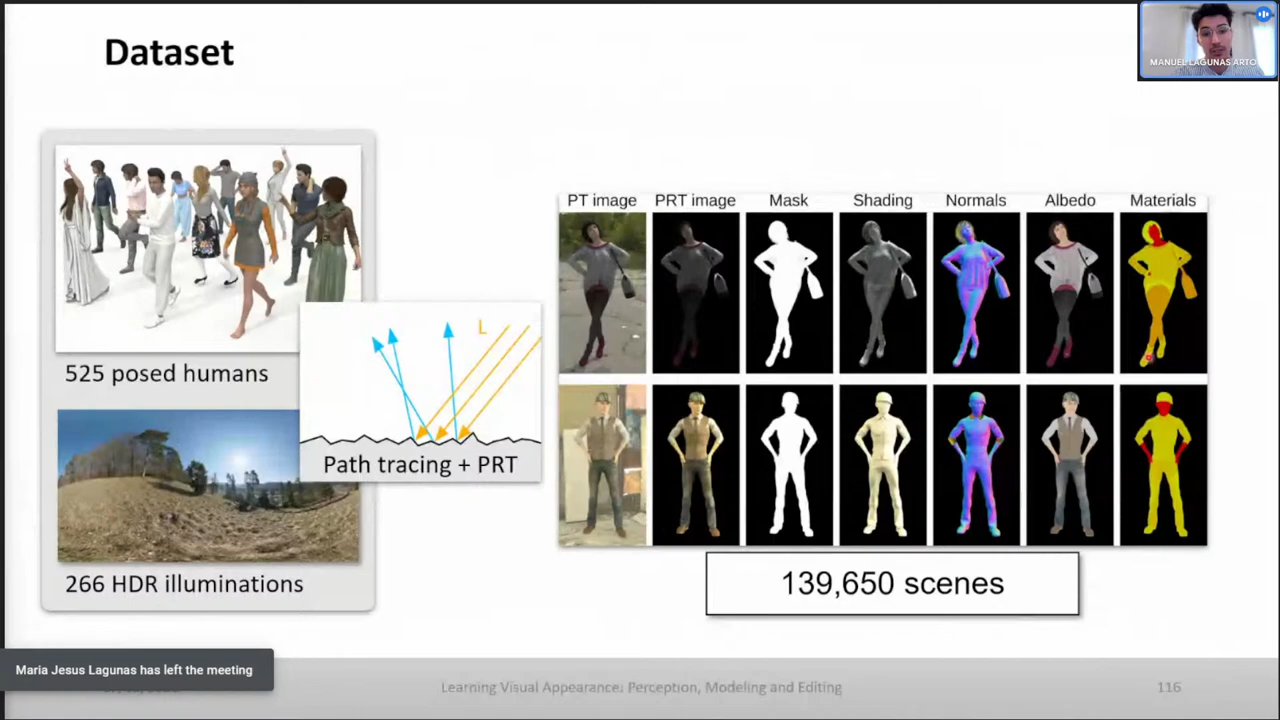 Dataset
MANUEL LAGUNAS ARTO
PT image PRT image Mask Shading Normals Albedo Materials
525 posed humans
L
Path tracing + PRT
266 HDR illuminations
139,650 scenes
Maria Jesus Lagunas has left the meeting
Learning Visual Appearance: Perception, Modeling and Editing
116